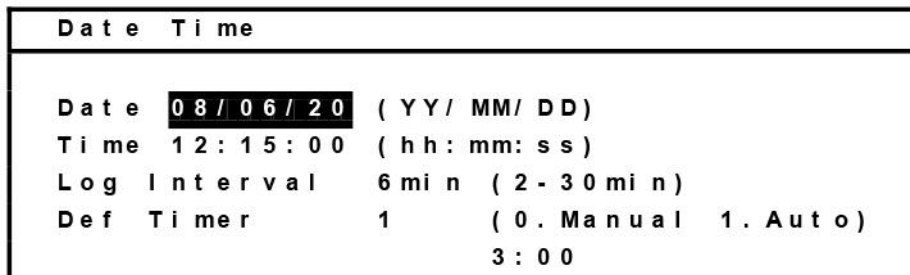 Date Time
Date 08/06/20 (YY/MM/DD)
Time 12:15:00 (hh:mm:ss)
Log Interval 6min (2-30min)
Def Timer 1 (0.Manual 1.Auto)
3:00